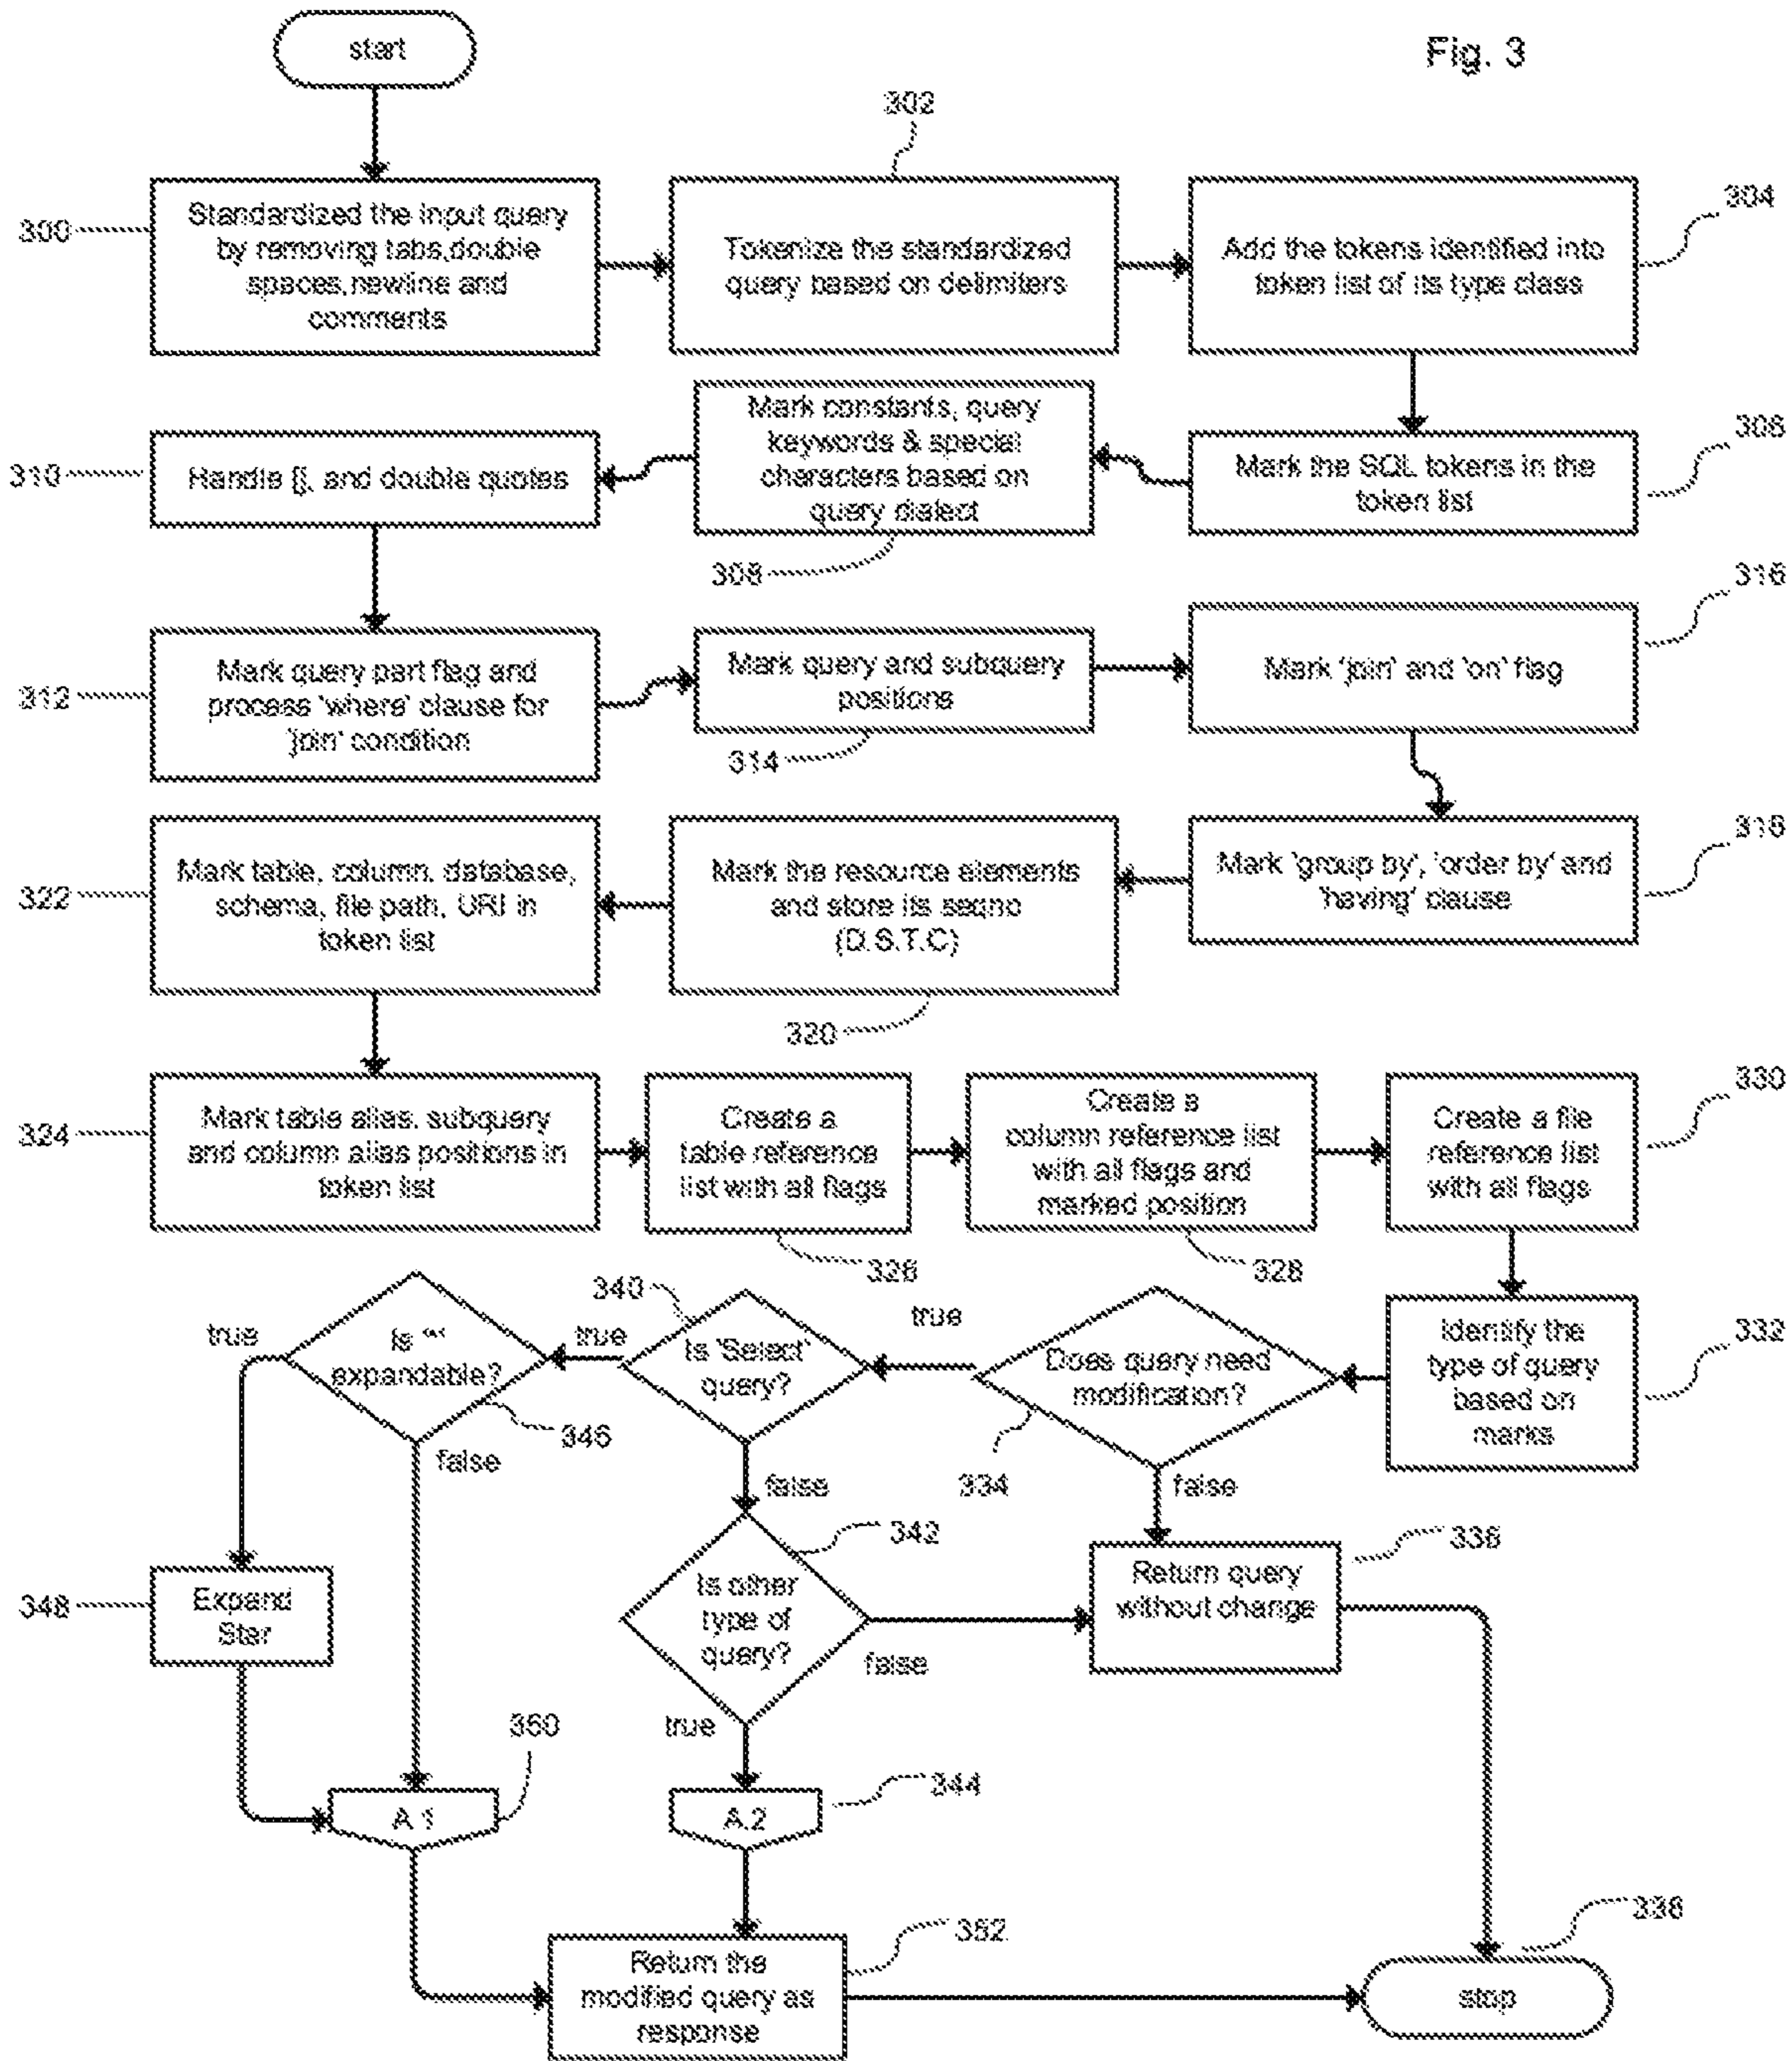 start
Fig. 3
302
300
Standardized the input query
by removing tabs,double
spaces,newline and
comments
Tokenize the standardized
query based on delimiters
Add the tokens identified into
token list of its type class
304
310
Handle [], and double quotes
Mark constants, query
keywords & special
characters based on
query dialect
Mark the SQL tokens in the
token list
306
308
316
312
Mark query part flag and
process 'where' clause for
'join' condition
Mark query and subquery
positions
Mark 'join' and 'on' flag
314
322
Mark table, column, database,
schema, file path, URI in
token list
Mark the resource elements
and store its seqno
(D.S.T.C)
Mark 'group by', 'order by' and
'having' clause
318
320
324
Mark table alias, subquery
and column alias positions in
token list
Create a
table reference
list with all flags
Create a
column reference list
with all flags and
marked position
Create a file
reference list
with all flags
330
326
328
340
true
Is '*'
expandable?
true
Is 'Select'
query?
true
Does query need
modification?
Identify the
type of query
based on
marks
332
346
false
false
334
false
342
336
348
Expand
Star
Is other
type of
query?
Return query
without change
false
true
350
A.1
A.2
344
352
Return the
modified query as
response
338
stop